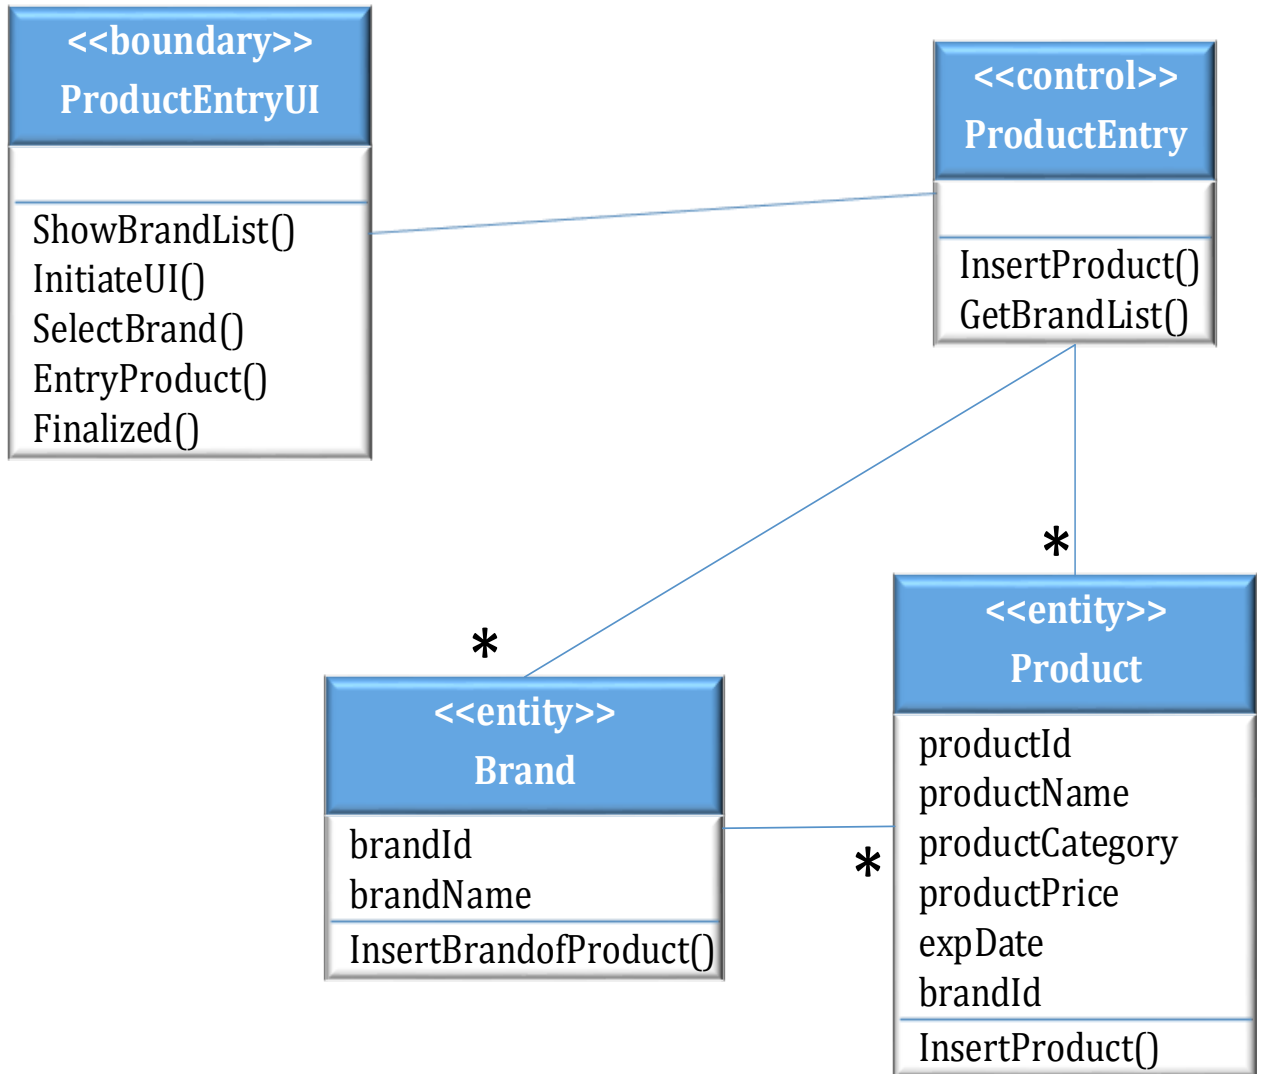 <<boundary>>
ProductEntryUI
ShowBrandList()
InitiateUI()
SelectBrand()
EntryProduct()
Finalized()
<<control>>
ProductEntry
InsertProduct()
GetBrandList()
*
*
<<entity>>
Brand
brandId
brandName
InsertBrandofProduct()
*
<<entity>>
Product
productId
productName
productCategory
productPrice
expDate
brandId
InsertProduct()